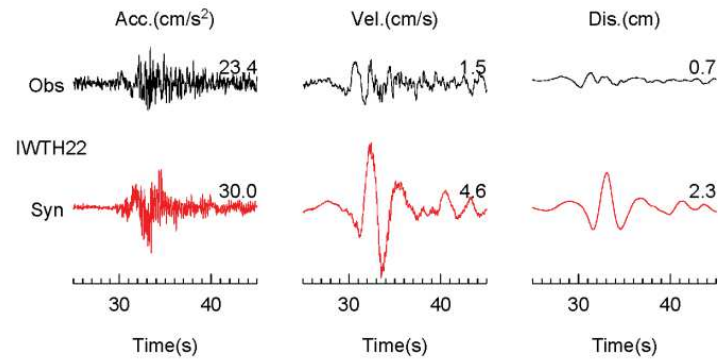 Acc.(cm/s²) Vel.(cm/s) Dis.(cm)
Obs 23.4 1.5 0.7
IWTH22
Syn 30.0 4.6 2.3
30 40 30 40 30 40
Time(s) Time(s) Time(s)